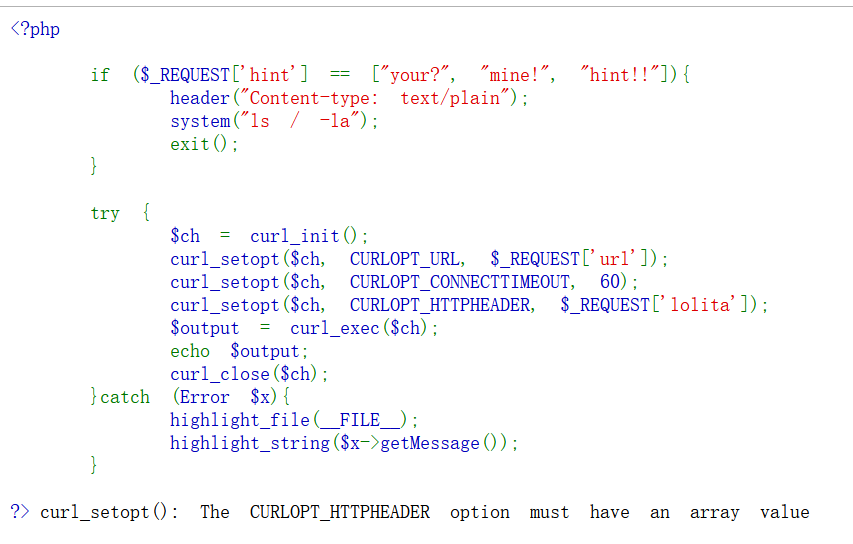 <?php
if ($_REQUEST['hint'] == ["your?", "mine!", "hint!!"]){
header("Content-type: text/plain");
system("ls / -la");
exit();
}
try {
$ch = curl_init();
curl_setopt($ch, CURLOPT_URL, $_REQUEST['url']);
curl_setopt($ch, CURLOPT_CONNECTTIMEOUT, 60);
curl_setopt($ch, CURLOPT_HTTPHEADER, $_REQUEST['lolita']);
$output = curl_exec($ch);
echo $output;
curl_close($ch);
}catch (Error $x){
highlight_file(__FILE__);
highlight_string($x->getMessage());
}
?> curl_setopt(): The CURLOPT_HTTPHEADER option must have an array value